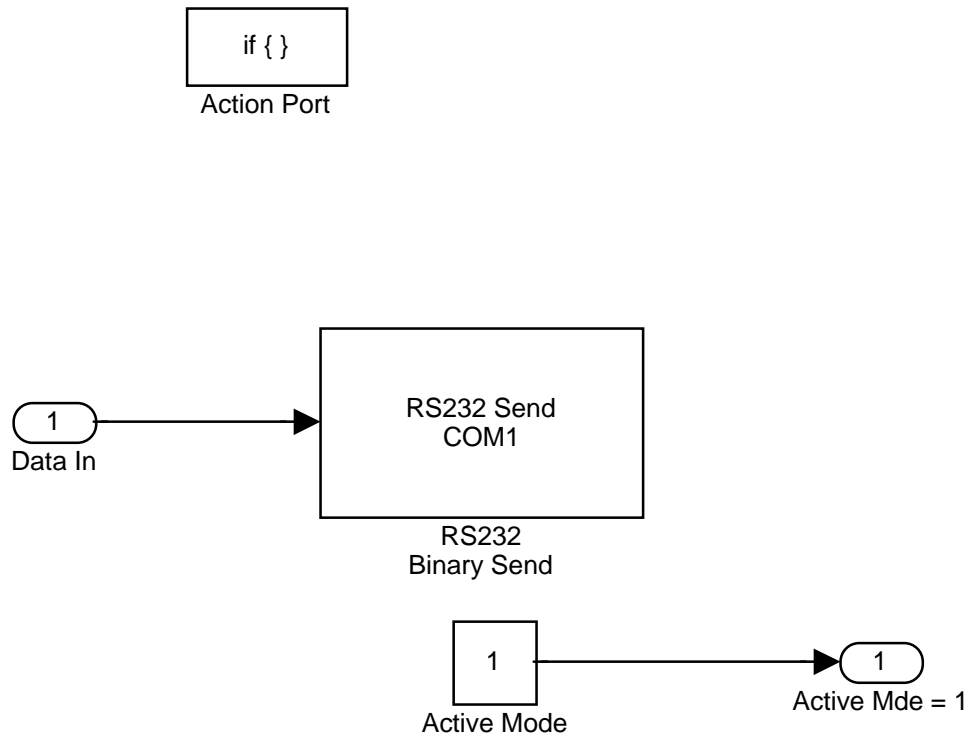 if { }
Action Port
RS232 Send
COM1
1
Data In
RS232
Binary Send
1
Active Mode
1
Active Mde = 1